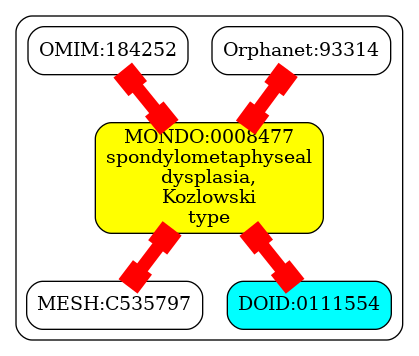 OMIM:184252
Orphanet:93314
MONDO:0008477
spondylometaphyseal
dysplasia,
Kozlowski
type
MESH:C535797
DOID:0111554